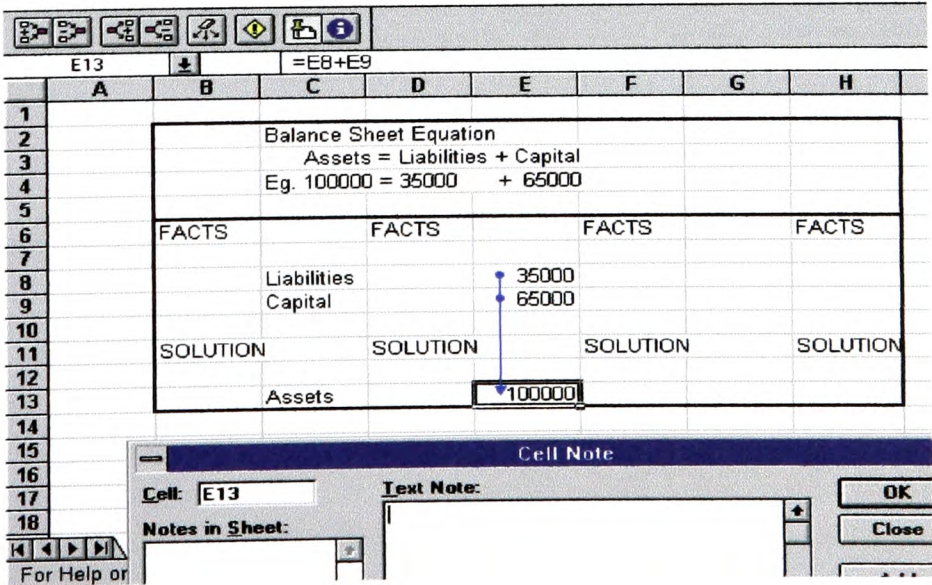 E13 =E8+E9
A B C D E F G H
1
2 Balance Sheet Equation
3 Assets = Liabilities + Capital
4 Eg. 100000 = 35000 + 65000
5
6 FACTS FACTS FACTS FACTS
7
8 Liabilities 35000
9 Capital 65000
10
11 SOLUTION SOLUTION SOLUTION SOLUTION
12
13 Assets 100000
14
15
16
17
18
Cell Note
Cell: E13 Text Note: OK
Notes in Sheet: Close
For Help or